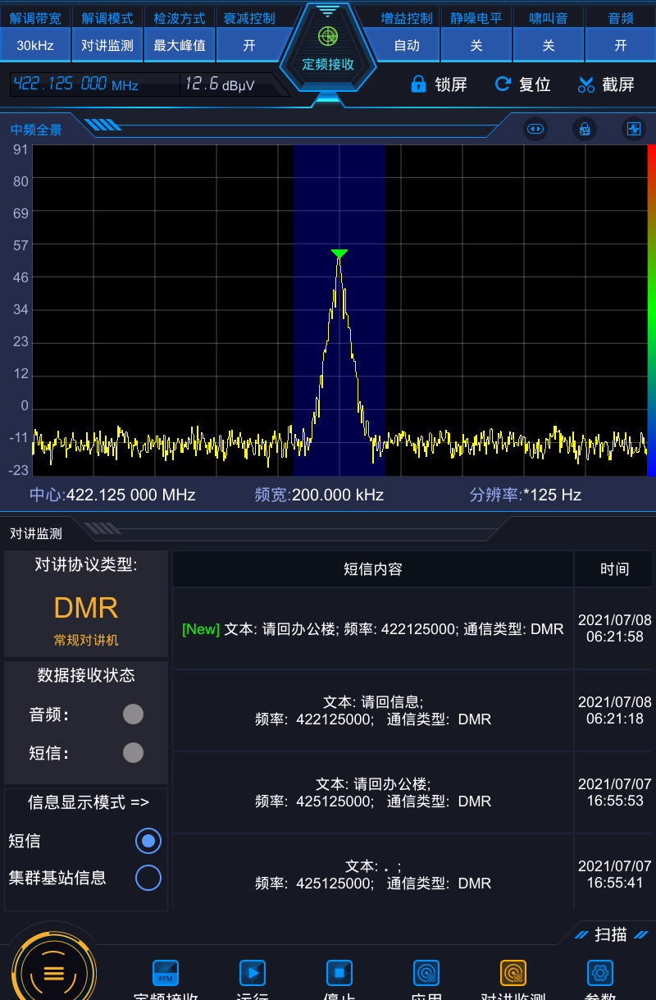 解调带宽 解调模式 检波方式 衰减控制 增益控制 静噪电平 啸叫音 音频
30kHz 对讲监测 最大峰值 开 自动 关 关 开
定频接收
422.125 000 MHz 12.6 dBμV 锁屏 复位 截屏
中频全景
91
80
69
57
46
34
23
12
0
-11
-23
中心:422.125 000 MHz 频宽:200.000 kHz 分辨率:*125 Hz
对讲监测
对讲协议类型:
DMR
常规对讲机
数据接收状态
音频:
短信:
信息显示模式 =>
短信
集群基站信息
短信内容 时间
[New] 文本: 请回办公楼; 频率: 422125000; 通信类型: DMR
2021/07/08
06:21:58
文本: 请回信息;
频率: 422125000; 通信类型: DMR
2021/07/08
06:21:18
文本: 请回办公楼;
频率: 425125000; 通信类型: DMR
2021/07/07
16:55:53
文本: . ;
频率: 425125000; 通信类型: DMR
2021/07/07
16:55:41
扫描
FFM
定频接收 运行 停止 应用 对讲监测 参数